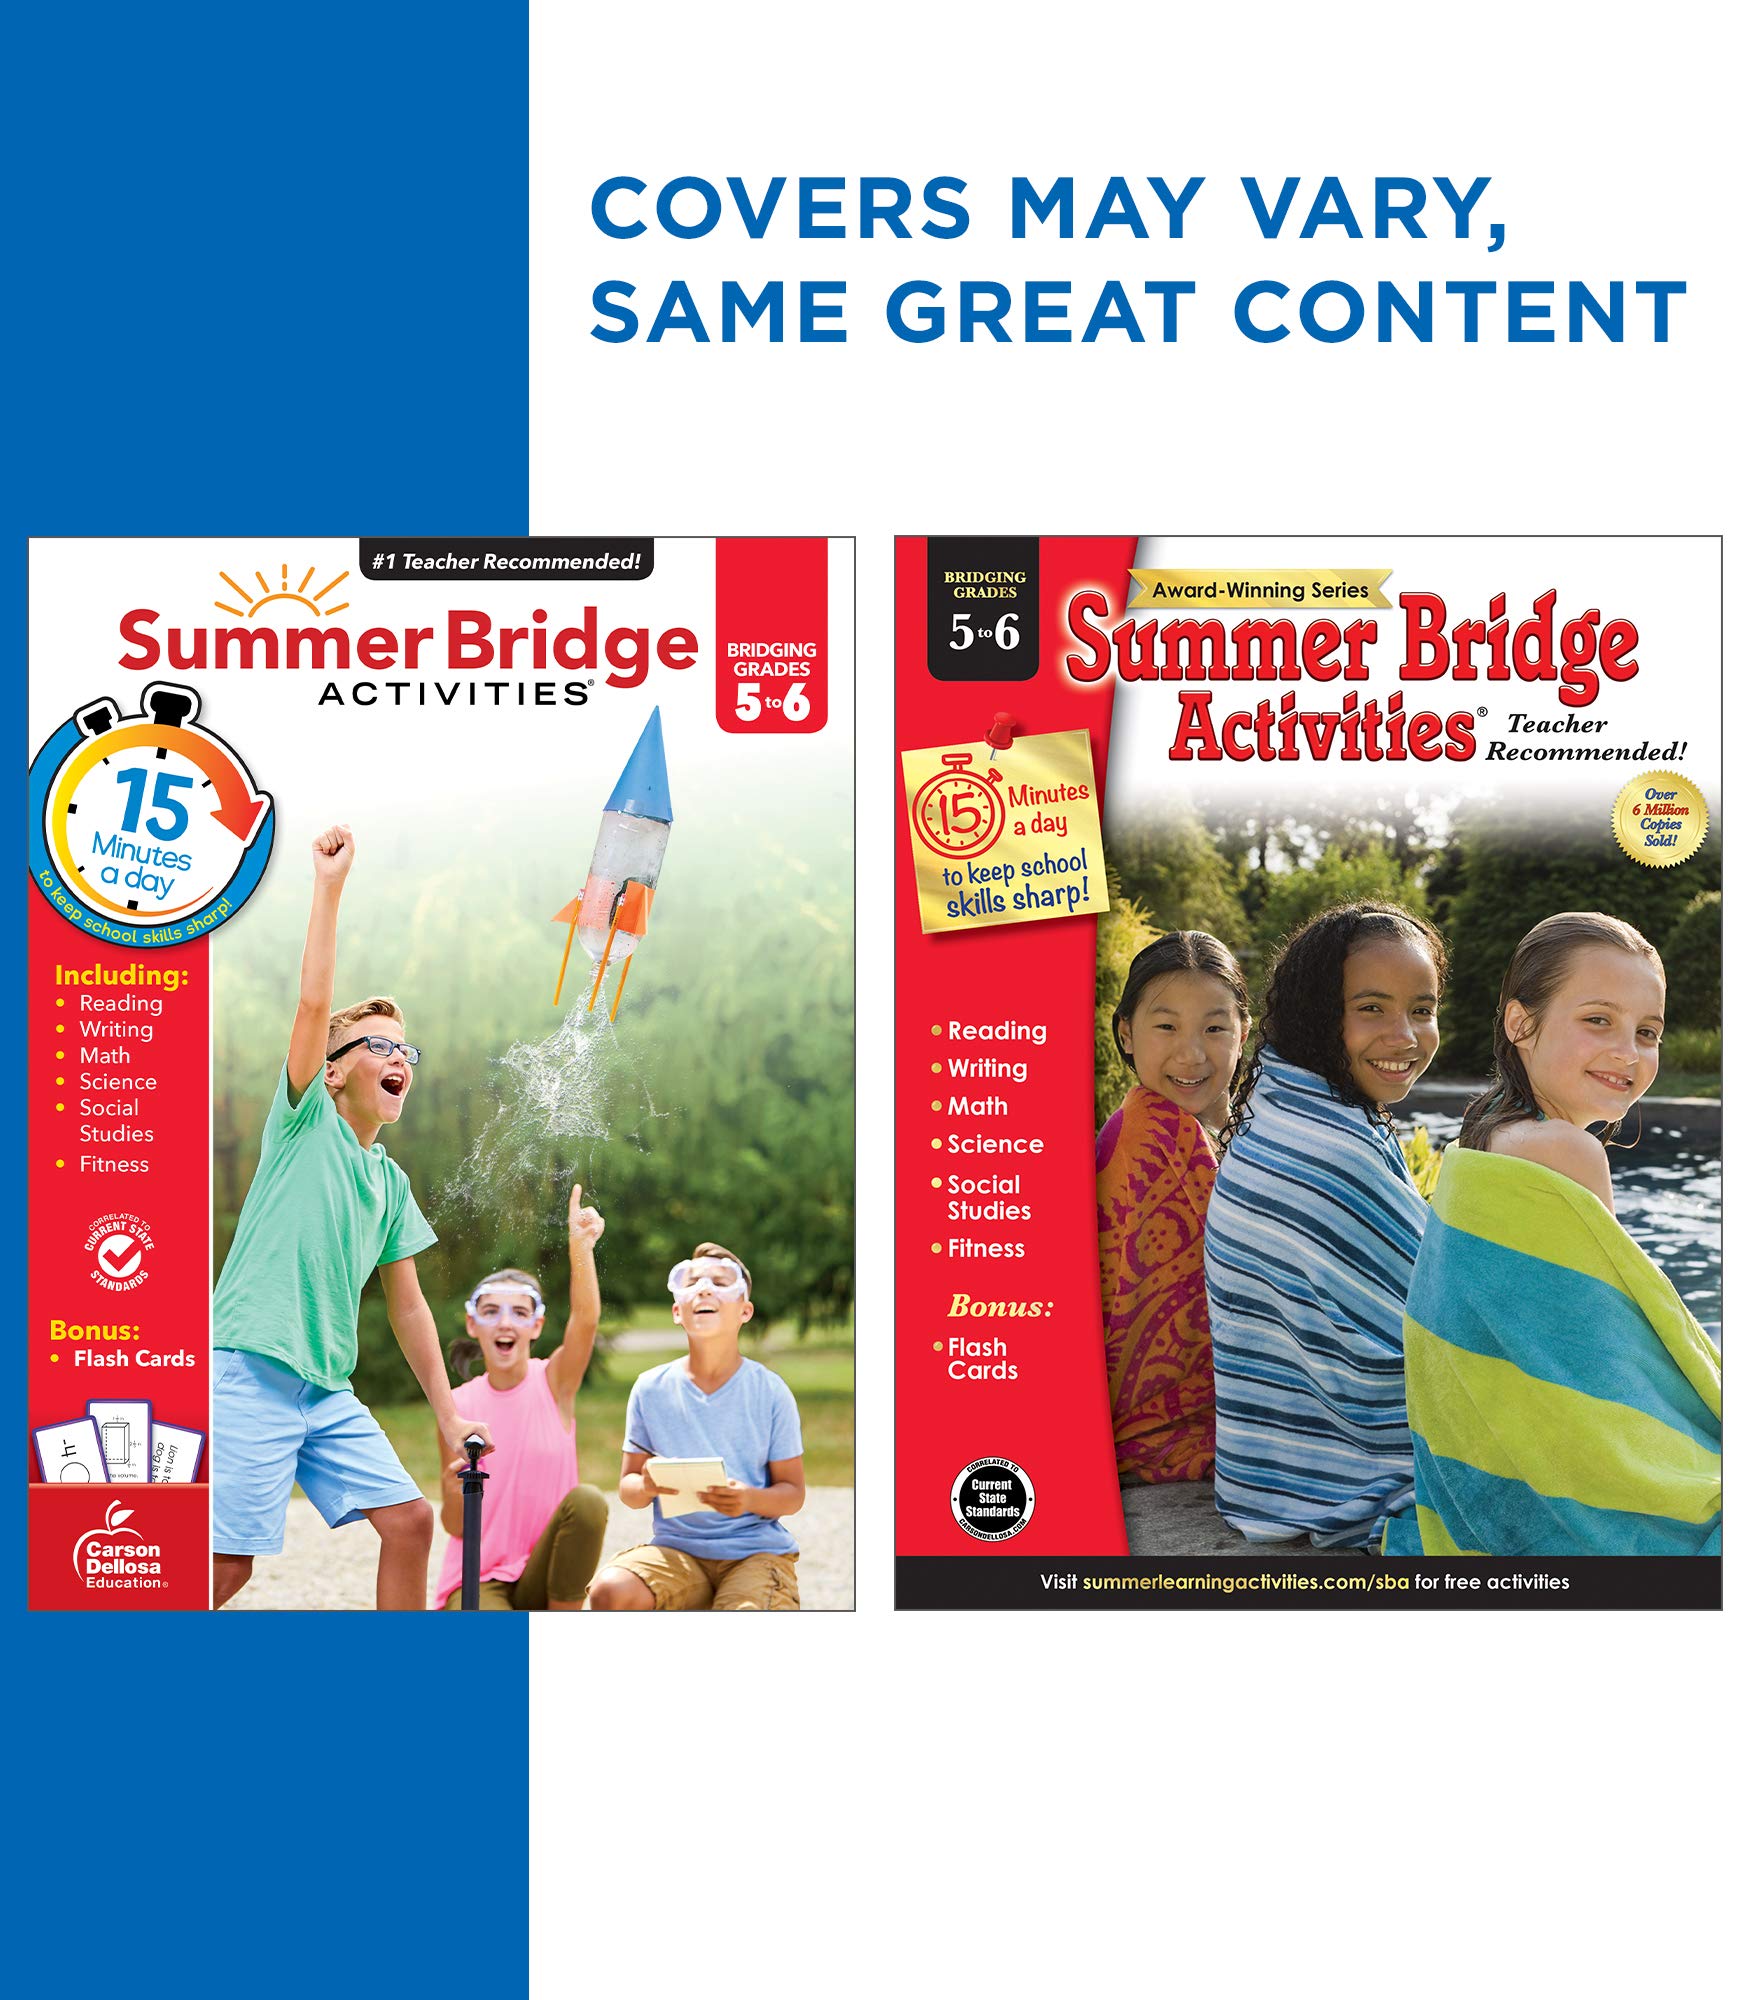 COVERS MAY VARY,
SAME GREAT CONTENT
#1 Teacher Recommended!
Summer Bridge
ACTIVITIES®
BRIDGING
GRADES
5 to 6
15
Minutes
a day
to keep school skills sharp!
Including:
• Reading
• Writing
• Math
• Science
• Social
Studies
• Fitness
CORRELATED TO
CURRENT STATE
STANDARDS
Bonus:
• Flash Cards
Carson
Dellosa
Education®
BRIDGING
GRADES
5 to 6
Award-Winning Series
Summer Bridge
Activities®
Teacher
Recommended!
15 Minutes
a day
to keep school
skills sharp!
Over
6 Million
Copies
Sold!
• Reading
• Writing
• Math
• Science
• Social
Studies
• Fitness
Bonus:
• Flash
Cards
CORRELATED TO
Current
State
Standards
CARSONDELLOSA.COM
Visit summerlearningactivities.com/sba for free activities